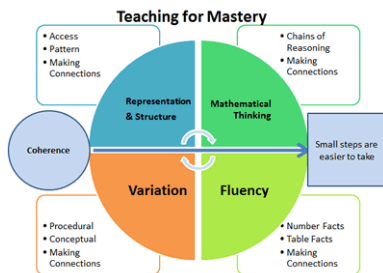 Teaching for Mastery
• Access
• Pattern
• Making
Connections
• Chains of
Reasoning
• Making
Connections
Representation
& Structure
Mathematical
Thinking
Coherence
Small steps are
easier to take
Variation
Fluency
• Procedural
• Conceptual
• Making
Connections
• Number Facts
• Table Facts
• Making
Connections